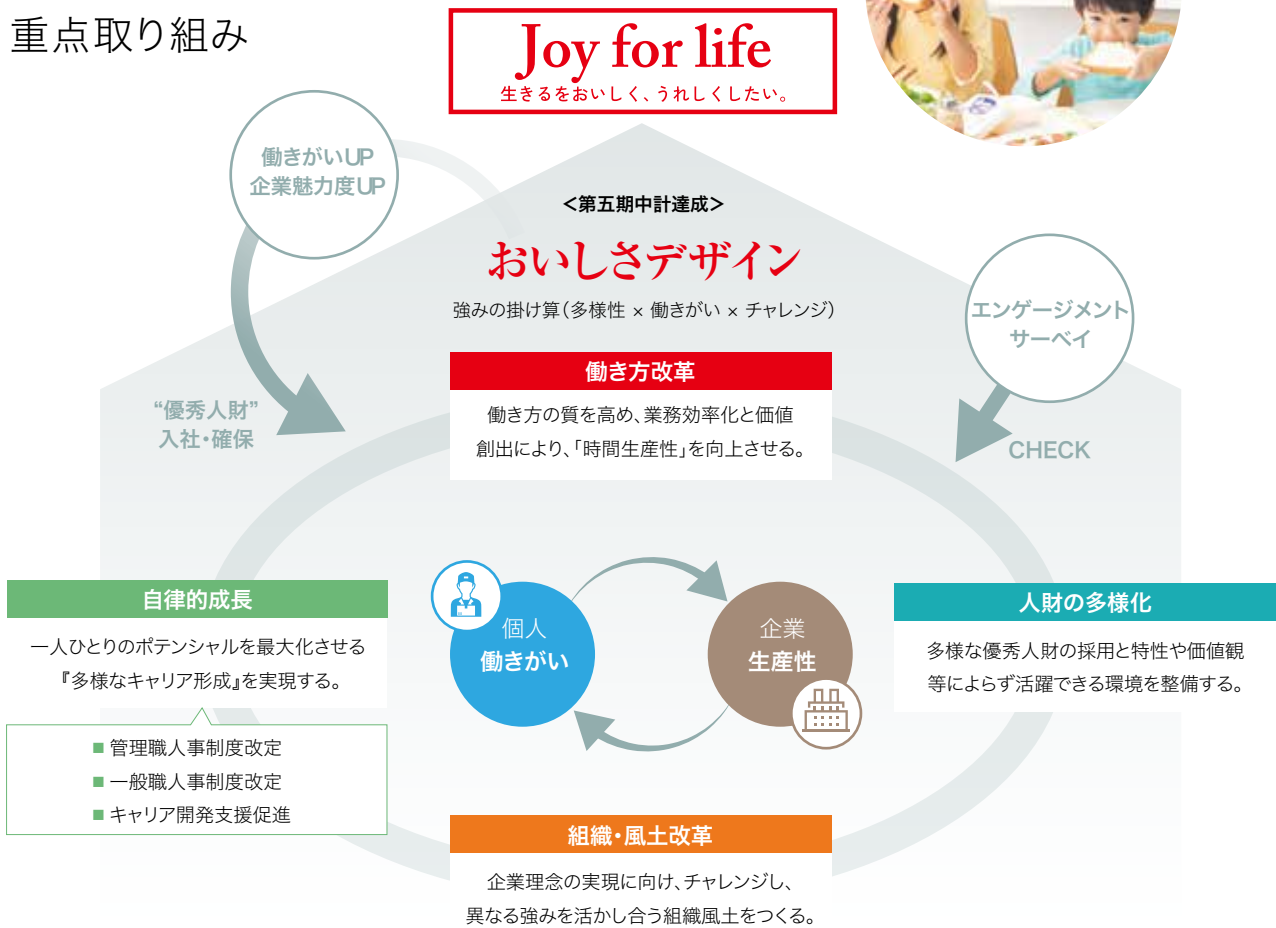 重点取り組み
Joy for life
生きるをおいしく、うれしくしたい。
働きがいUP
企業魅力度UP
＜第五期中計達成＞
おいしさデザイン
強みの掛け算（多様性 × 働きがい × チャレンジ）
エンゲージメント
サーベイ
働き方改革
働き方の質を高め、業務効率化と価値
創出により、「時間生産性」を向上させる。
“優秀人財”
入社・確保
CHECK
自律的成長
一人ひとりのポテンシャルを最大化させる
『多様なキャリア形成』を実現する。
■ 管理職人事制度改定
■ 一般職人事制度改定
■ キャリア開発支援促進
個人
働きがい
企業
生産性
人財の多様化
多様な優秀人財の採用と特性や価値観
等によらず活躍できる環境を整備する。
組織・風土改革
企業理念の実現に向け、チャレンジし、
異なる強みを活かし合う組織風土をつくる。